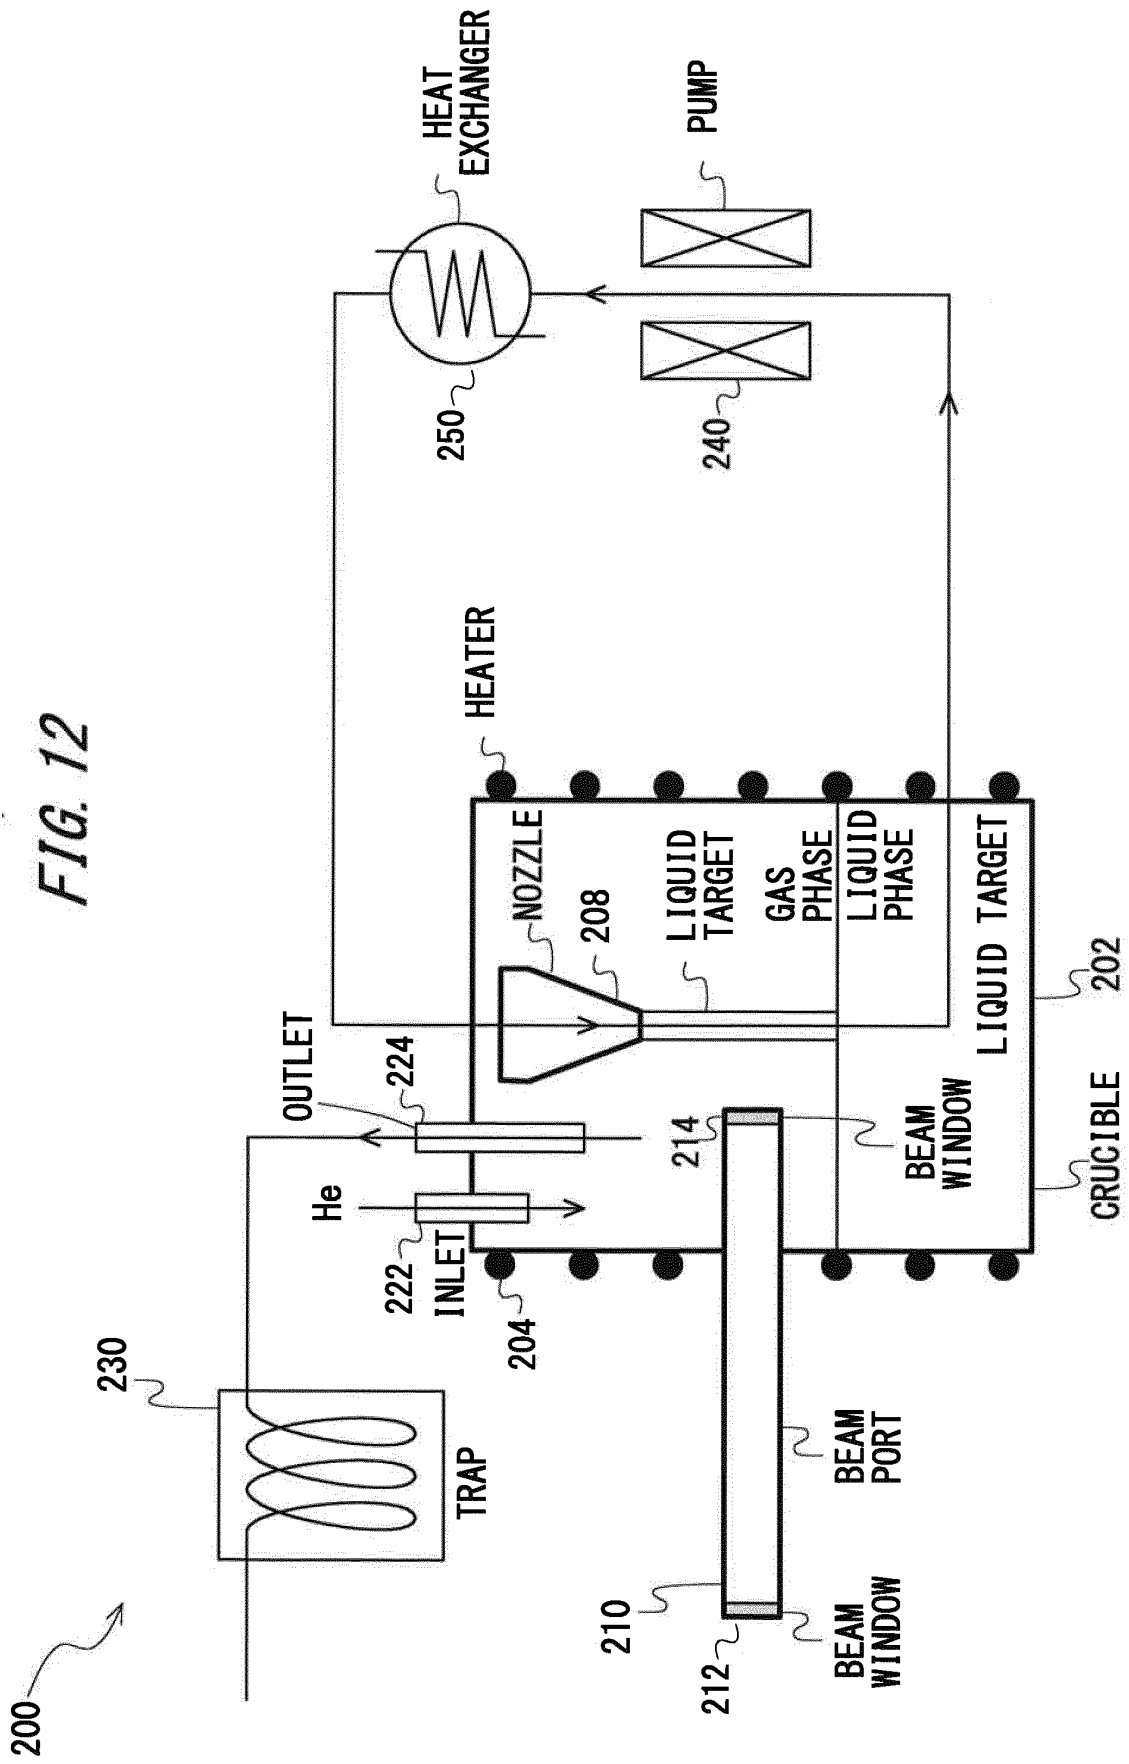 FIG. 12
200
230
TRAP
He
222
INLET
OUTLET
224
204
NOZZLE
208
HEATER
HEAT
EXCHANGER
250
PUMP
240
LIQUID
TARGET
GAS
PHASE
LIQUID
PHASE
LIQUID TARGET
214
BEAM
WINDOW
210
212
BEAM
WINDOW
BEAM
PORT
CRUCIBLE
202